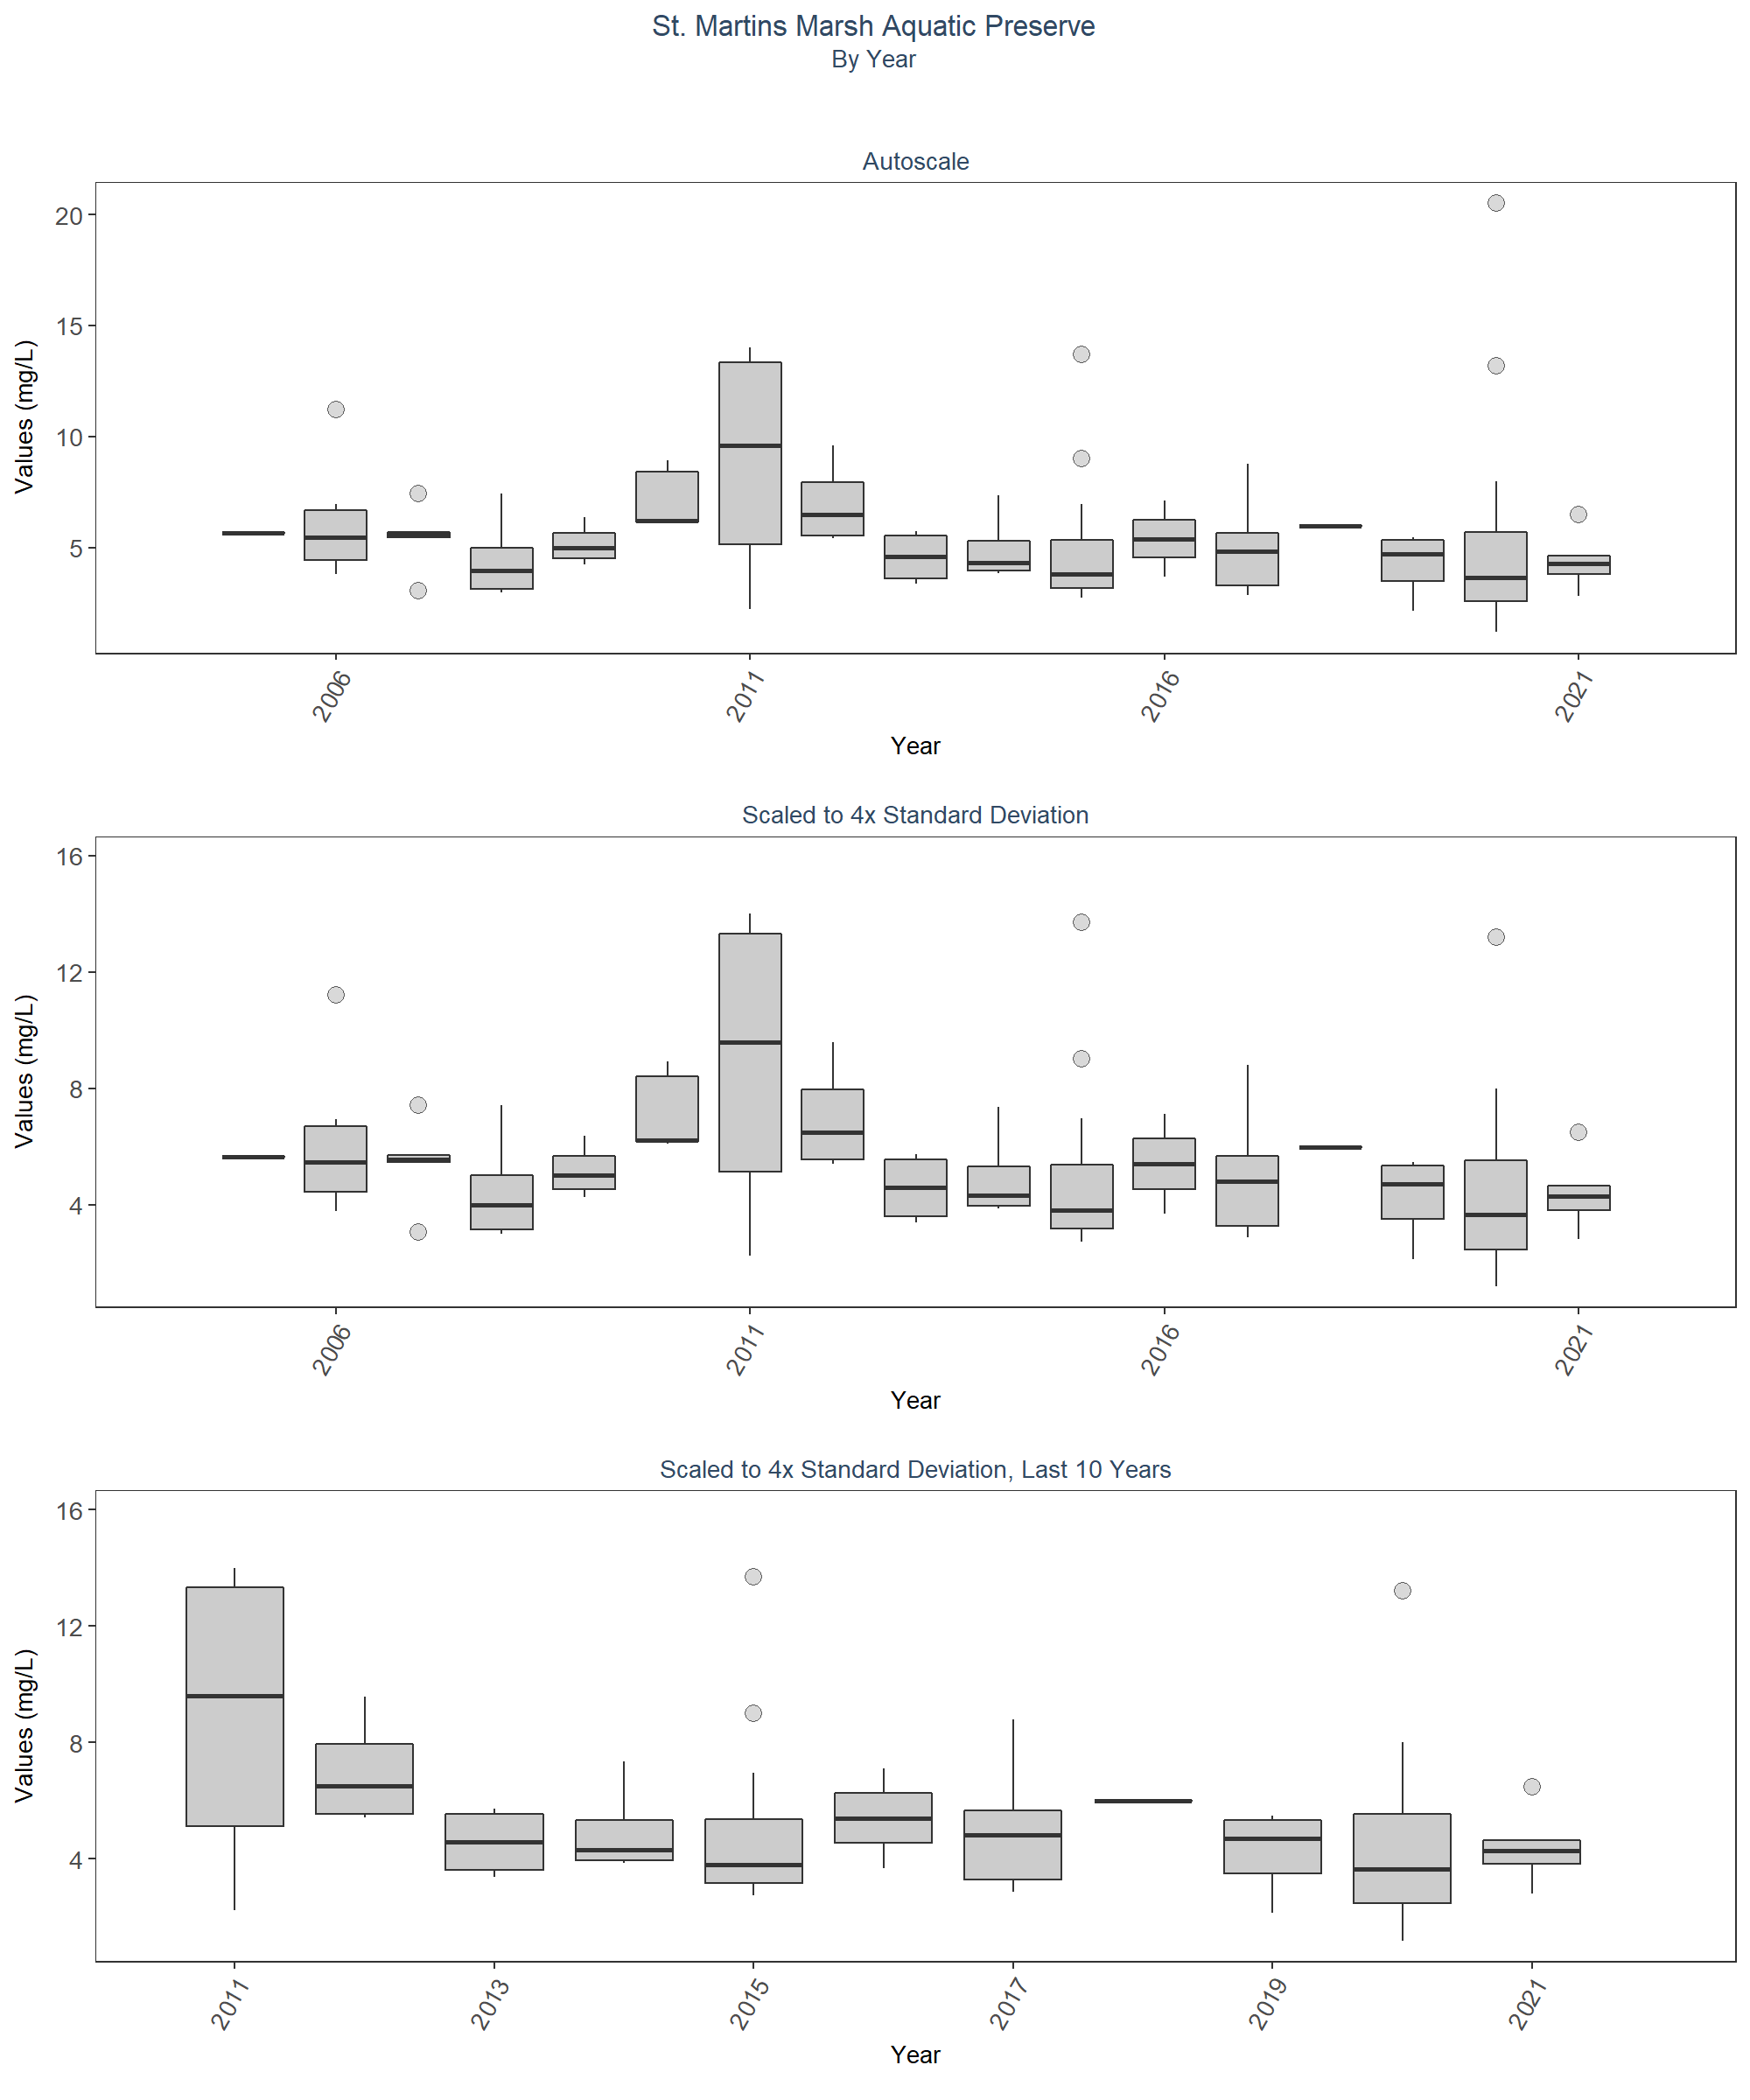 St. Martins Marsh Aquatic Preserve
By Year
Autoscale
Values (mg/L)
20
15
10
5
2006
2011
2016
2021
Year
Scaled to 4x Standard Deviation
Values (mg/L)
16
12
8
4
2006
2011
2016
2021
Year
Scaled to 4x Standard Deviation, Last 10 Years
Values (mg/L)
16
12
8
4
2011
2013
2015
2017
2019
2021
Year